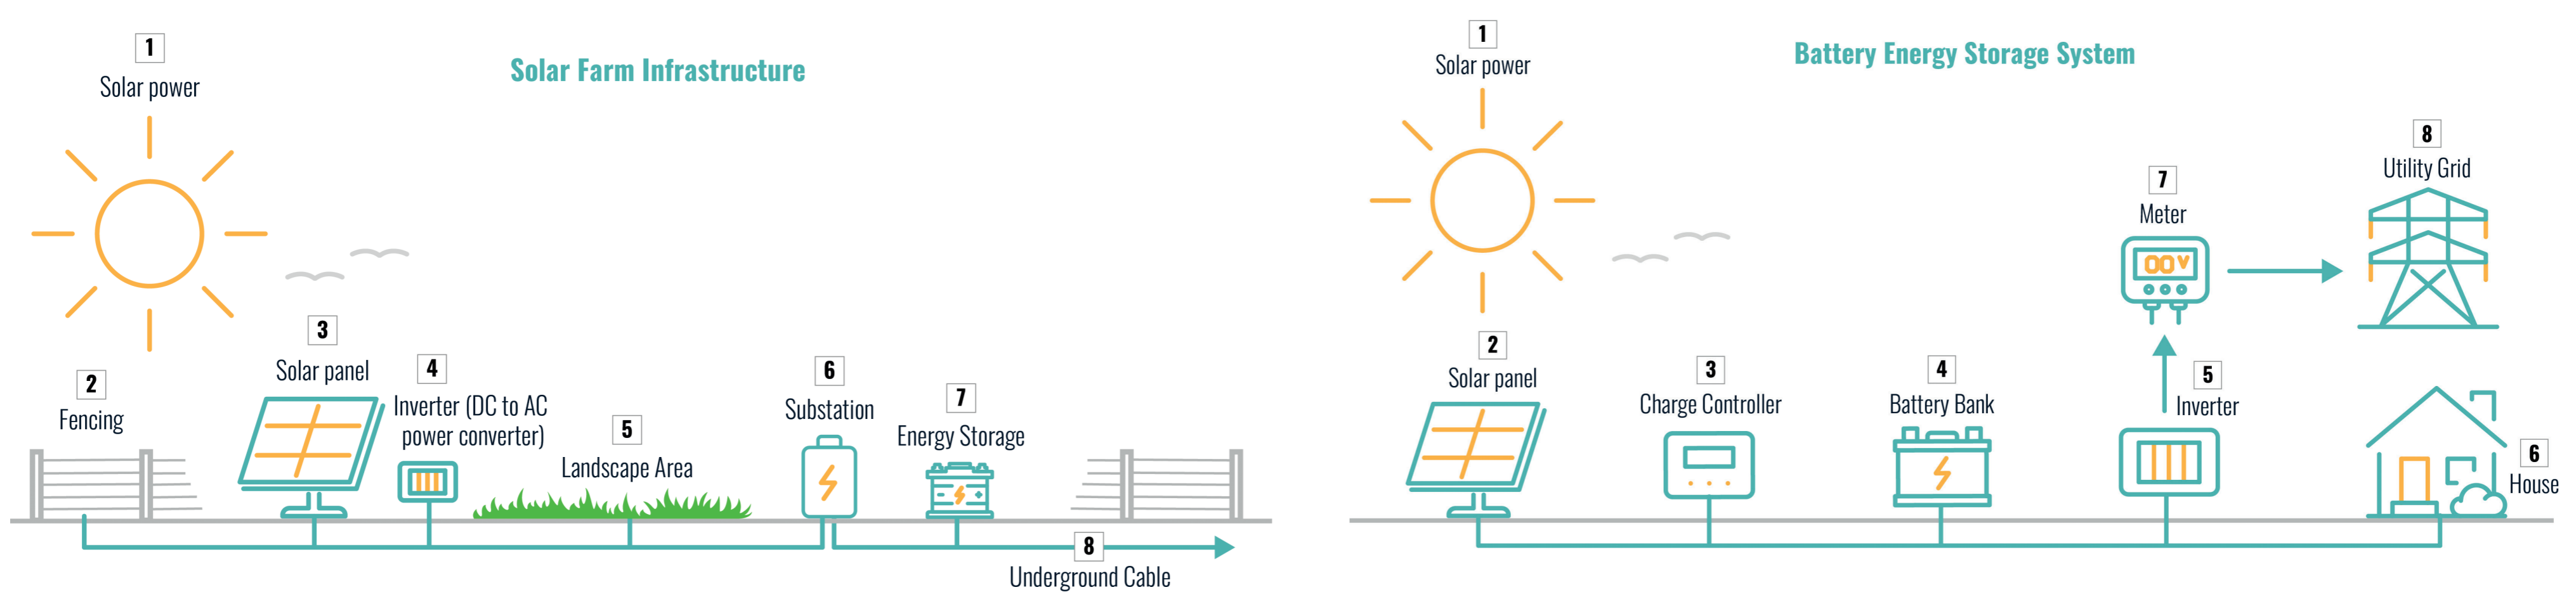 Solar Farm Infrastructure
1
Solar power
2
Fencing
3
Solar panel
4
Inverter (DC to AC
power converter)
5
Landscape Area
6
Substation
7
Energy Storage
8
Underground Cable
Battery Energy Storage System
1
Solar power
2
Solar panel
3
Charge Controller
4
Battery Bank
5
Inverter
6
House
7
Meter
00V
8
Utility Grid